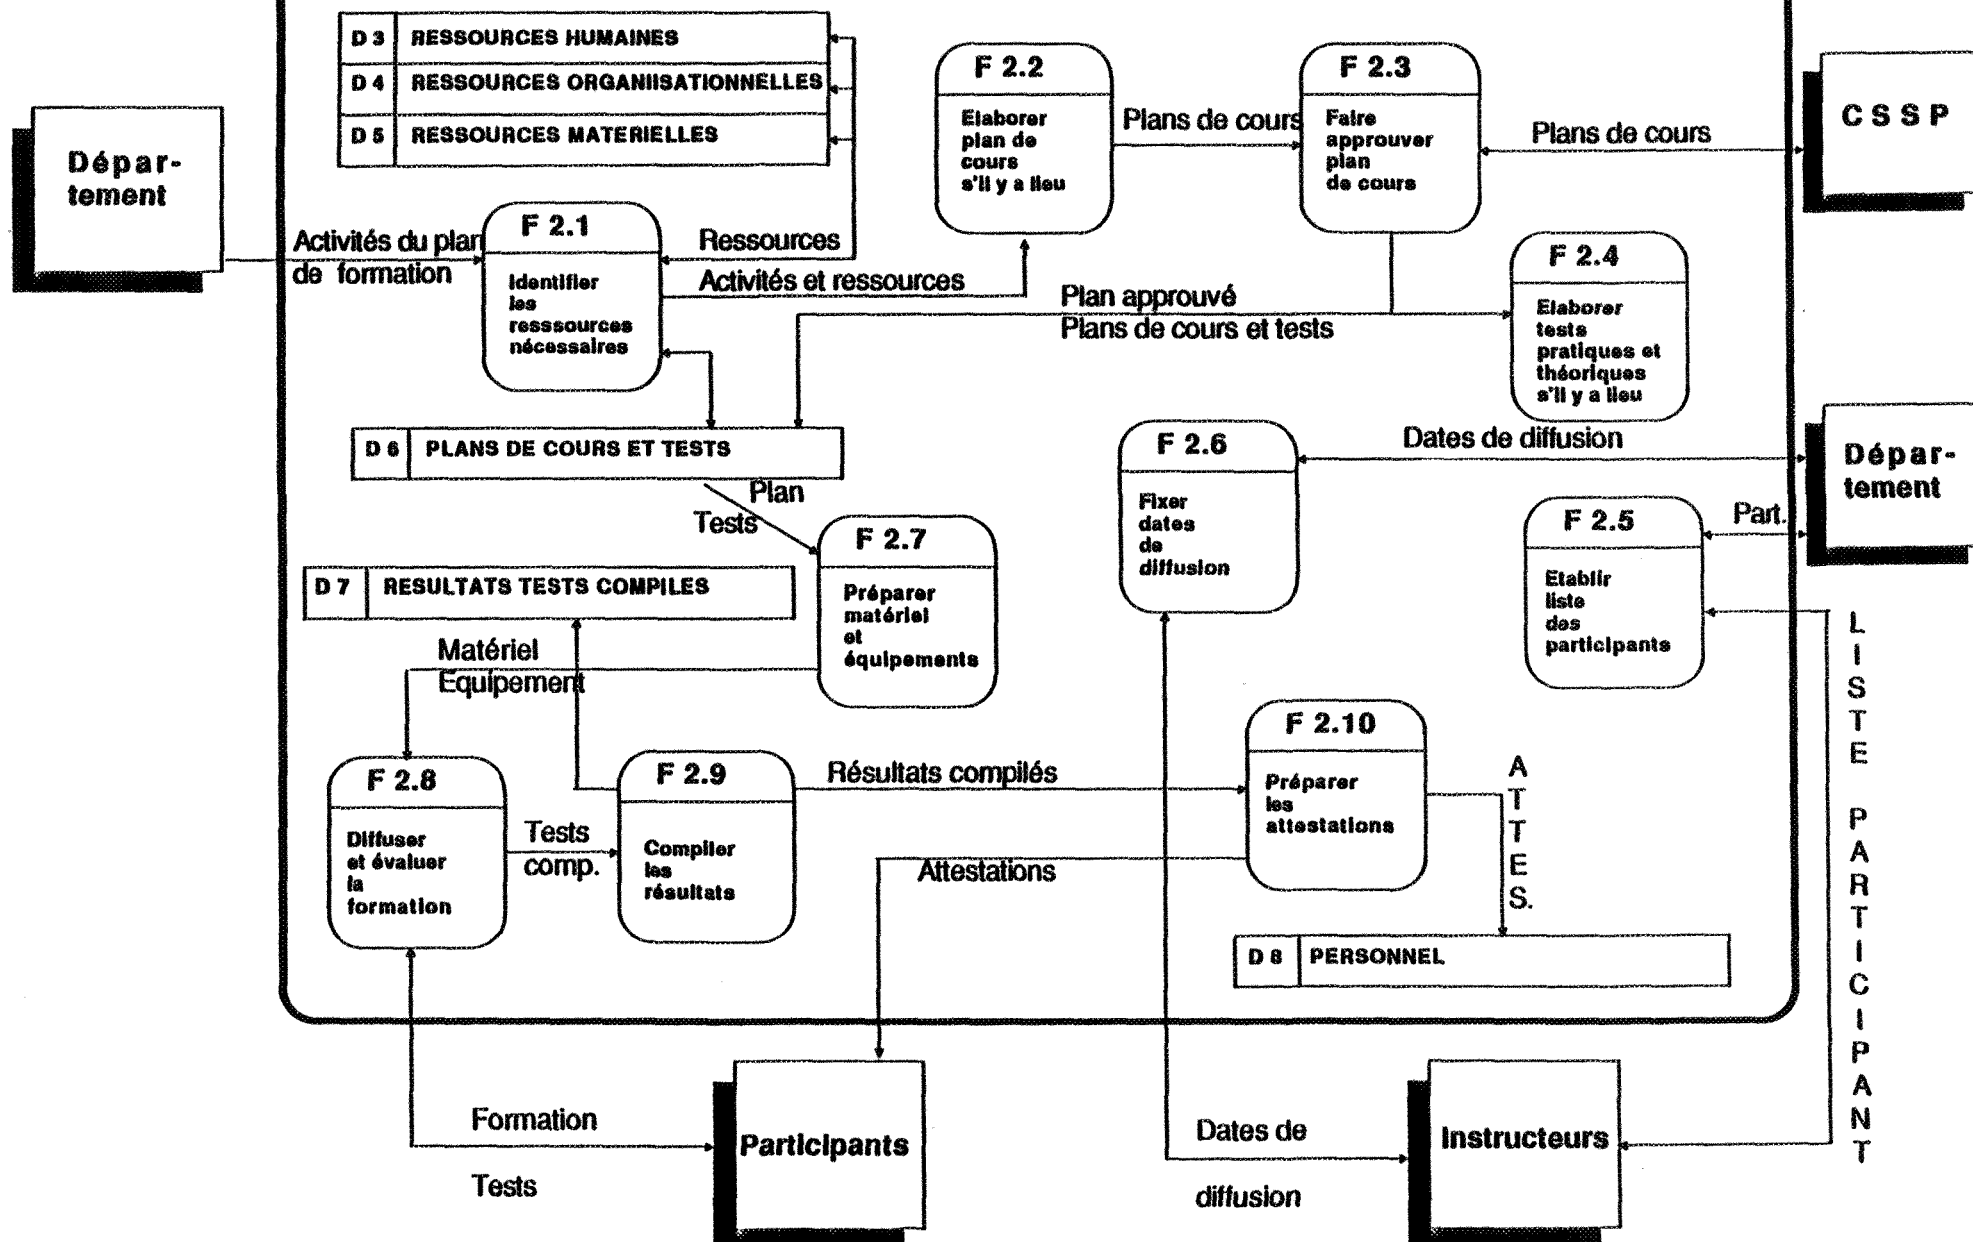 D 3 RESSOURCES HUMAINES
D 4 RESSOURCES ORGANIISATIONNELLES
D 5 RESSOURCES MATERIELLES
Dépar-
tement
Activités du plan
de formation
F 2.1
Identifier
les
resssources
nécessaires
Ressources
Activités et ressources
F 2.2
Elaborer
plan de
cours
s'il y a lieu
Plans de cours
F 2.3
Faire
approuver
plan
de cours
Plans de cours
C S S P
Plan approuvé
Plans de cours et tests
F 2.4
Elaborer
tests
pratiques et
théoriques
s'il y a lieu
D 6 PLANS DE COURS ET TESTS
Plan
Tests
F 2.6
Fixer
dates
de
diffusion
Dates de diffusion
Dépar-
tement
F 2.5
Etablir
liste
des
participants
Part.
F 2.7
Préparer
matériel
et
équipements
D 7 RESULTATS TESTS COMPILES
Matériel
Equipement
F 2.8
Diffuser
et évaluer
la
formation
Tests
comp.
F 2.9
Compiler
les
résultats
Résultats compilés
F 2.10
Préparer
les
attestations
ATTES.
Attestations
D 8 PERSONNEL
LISTE PARTICIPANT
Formation
Tests
Participants
Dates de
diffusion
Instructeurs